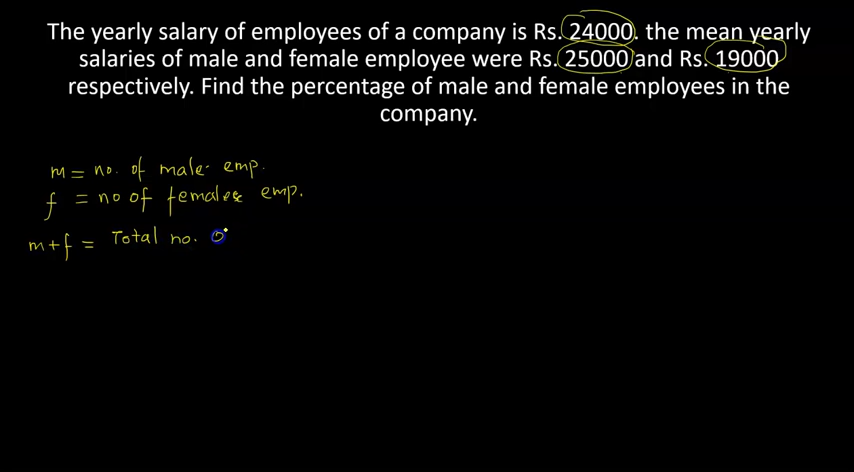 The yearly salary of employees of a company is Rs. 24000. the mean yearly
salaries of male and female employee were Rs. 25000 and Rs. 19000
respectively. Find the percentage of male and female employees in the
company.
m = no. of male emp.
f = no of females emp.
m+f = Total no. o